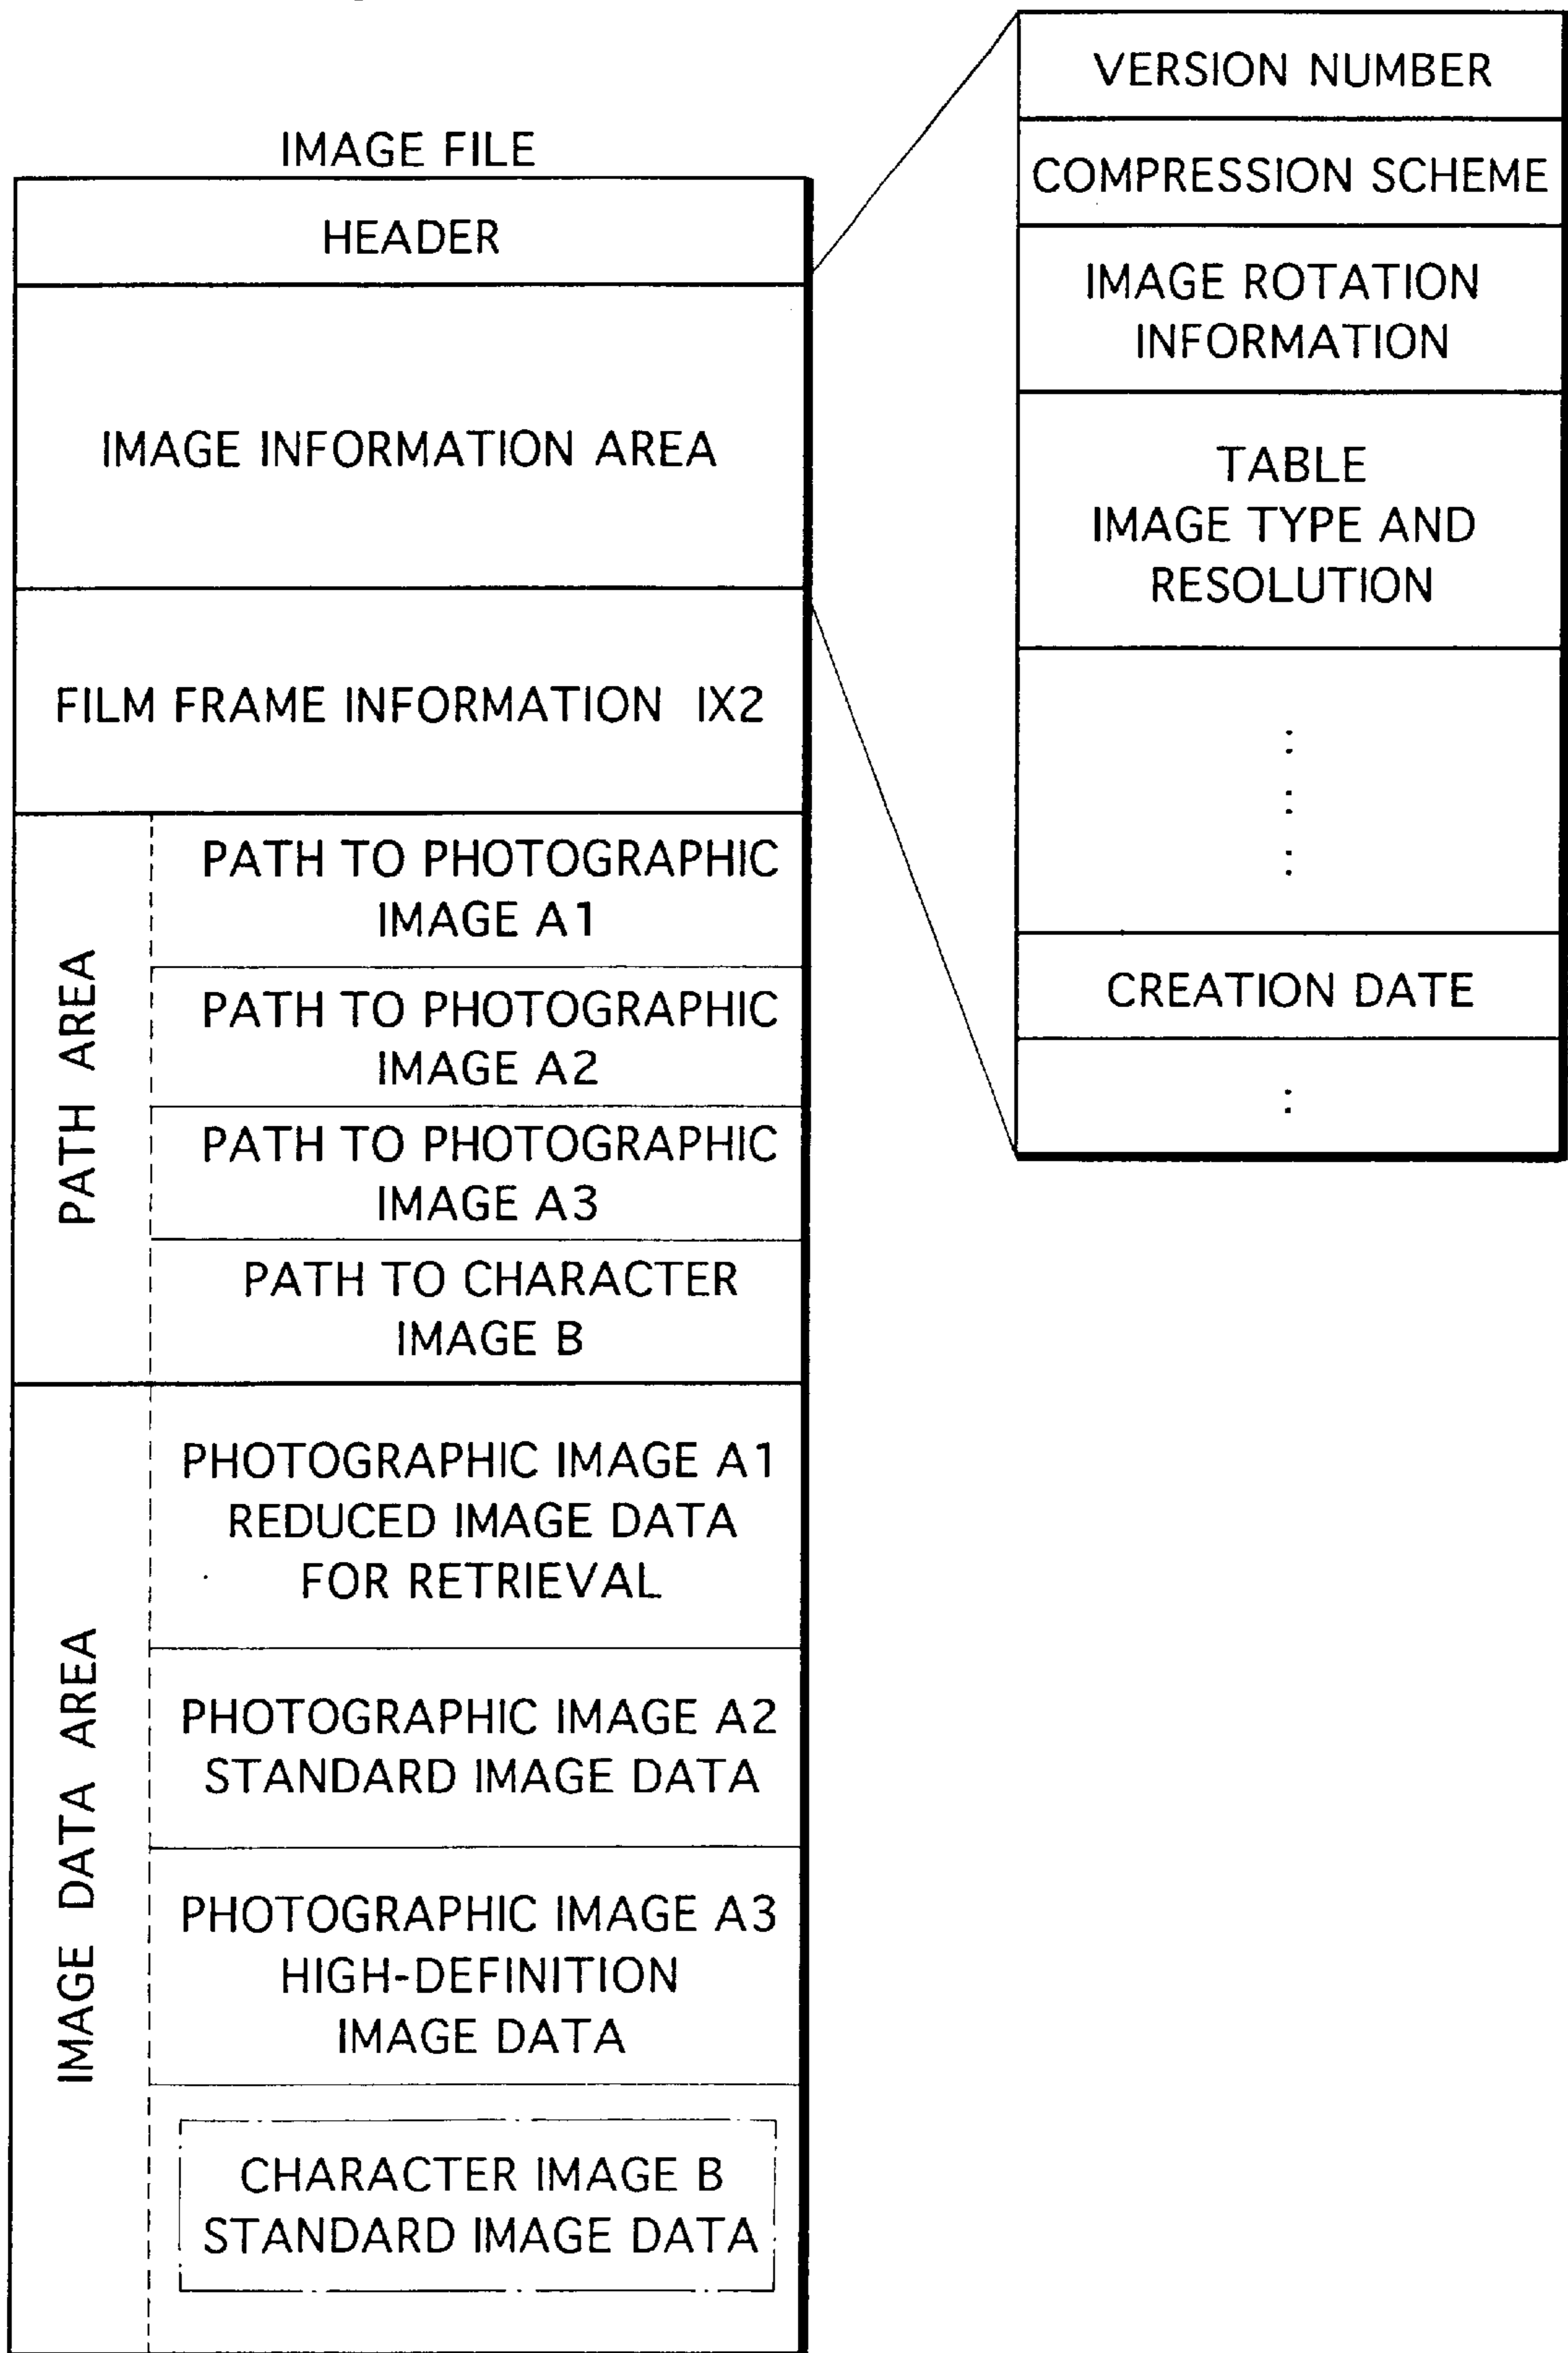 IMAGE FILE
HEADER
IMAGE INFORMATION AREA
FILM FRAME INFORMATION IX2
PATH AREA
PATH TO PHOTOGRAPHIC
IMAGE A1
PATH TO PHOTOGRAPHIC
IMAGE A2
PATH TO PHOTOGRAPHIC
IMAGE A3
PATH TO CHARACTER
IMAGE B
IMAGE DATA AREA
PHOTOGRAPHIC IMAGE A1
REDUCED IMAGE DATA
FOR RETRIEVAL
PHOTOGRAPHIC IMAGE A2
STANDARD IMAGE DATA
PHOTOGRAPHIC IMAGE A3
HIGH-DEFINITION
IMAGE DATA
CHARACTER IMAGE B
STANDARD IMAGE DATA
VERSION NUMBER
COMPRESSION SCHEME
IMAGE ROTATION
INFORMATION
TABLE
IMAGE TYPE AND
RESOLUTION
:
:
:
CREATION DATE
: